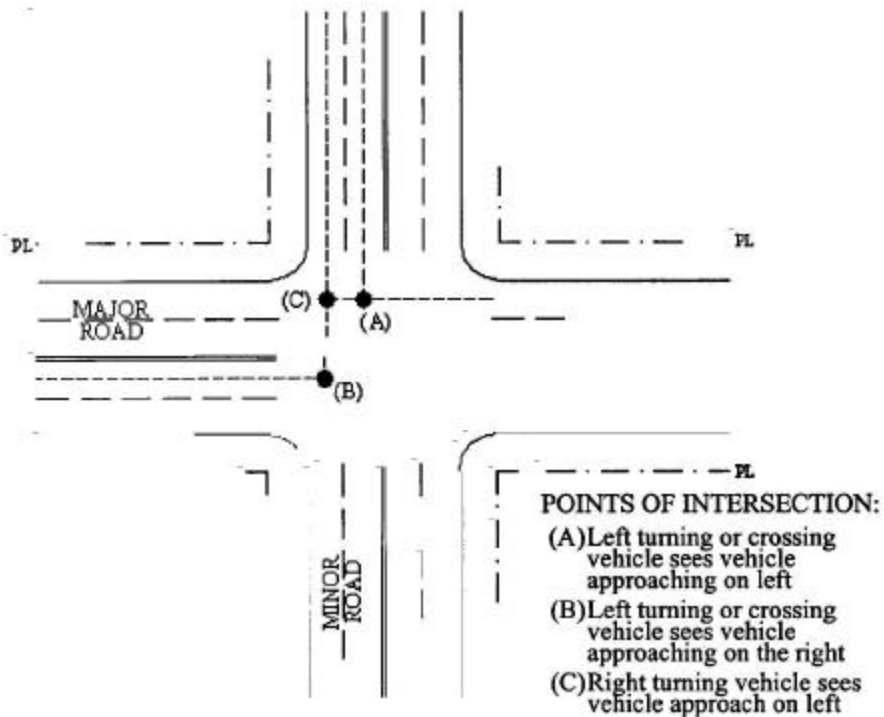 PL
PL
MAJOR
ROAD
(C)
(A)
(B)
PL
MINOR
ROAD
POINTS OF INTERSECTION:
(A)Left turning or crossing
vehicle sees vehicle
approaching on left
(B)Left turning or crossing
vehicle sees vehicle
approaching on the right
(C)Right turning vehicle sees
vehicle approach on left